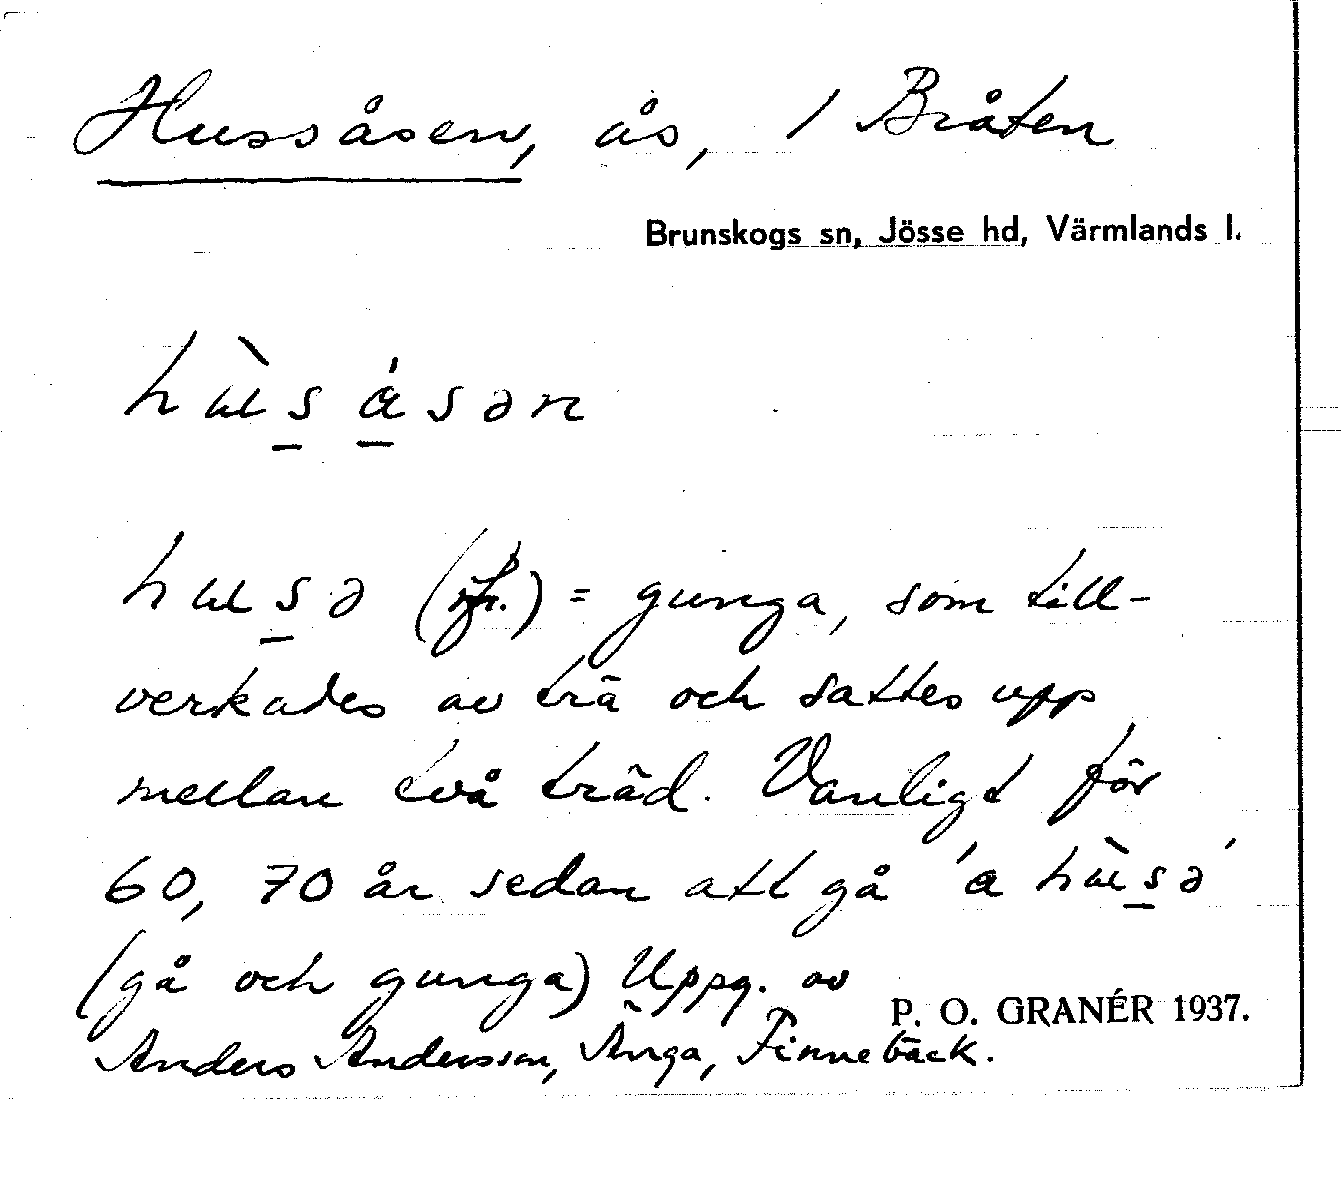 Hussåsen, ås, 1 Bråten
Brunskogs sn, Jösse hd, Värmlands l.
hùsåsən
husə = gunga, som till-
verkades av trä och sattes upp
mellan två träd. Vanligt för
60, 70 år sedan att gå 'a hùsə'
(gå och gunga) Uppg. av
P. O. GRANÉR 1937.
Anders Andersson, Änga, Finnebäck.